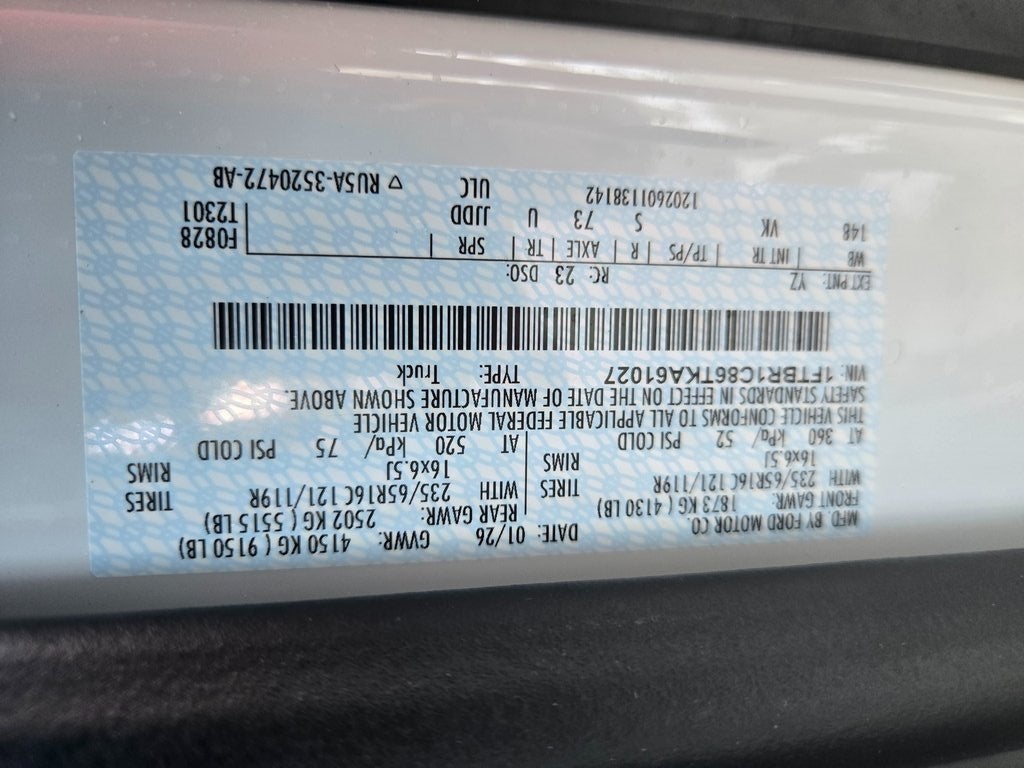 MFD. BY FORD MOTOR CO. DATE: 01/26 GVWR: 4150 KG ( 9150 LB)
FRONT GAWR: 1873 KG ( 4130 LB) REAR GAWR: 2502 KG ( 5515 LB)
WITH 235/65R16C 121/119R TIRES WITH 235/65R16C 121/119R TIRES
16x6.5J RIMS 16x6.5J RIMS
AT 360 kPa/ 52 PSI COLD AT 520 kPa/ 75 PSI COLD
THIS VEHICLE CONFORMS TO ALL APPLICABLE FEDERAL MOTOR VEHICLE
SAFETY STANDARDS IN EFFECT ON THE DATE OF MANUFACTURE SHOWN ABOVE.
VIN: 1FTBR1C86TKA61027 TYPE: Truck
EXT PNT: YZ RC: 23 DSO:
WB INT TR TP/PS R AXLE TR SPR F0828
148 VK S 73 U JJDD T2301
1202601138142 ULC ▽ RU5A-3520472-AB